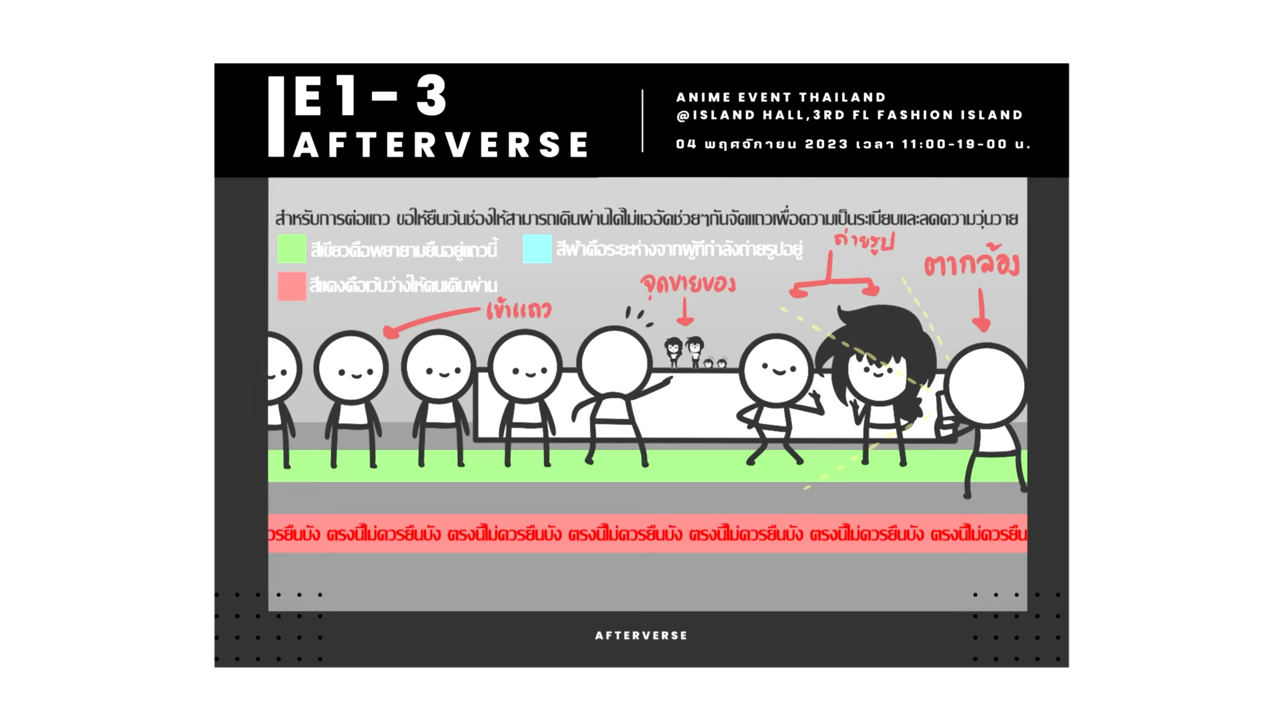 E1-3
AFTERVERSE
ANIME EVENT THAILAND
@ISLAND HALL,3RD FL FASHION ISLAND
04 พฤศจิกายน 2023 เวลา 11:00-19-00 น.
สำหรับการต่อแถว ขอให้ยืนเว้นช่องให้สามารถเดินผ่านได้ไม่แออัดช่วยๆกันจัดแถวเพื่อความเป็นระเบียบและลดความวุ่นวาย
สีเขียวคือพยายามยืนอยู่แถวนี้
สีฟ้าคือระยะห่างจากผู้ที่กำลังถ่ายรูปอยู่
สีแดงคือเว้นว่างให้คนเดินผ่าน
ถ่ายรูป
ตากล้อง
จุดขายของ
เข้าแถว
วรยืนบัง ตรงนี้ไม่ควรยืนบัง ตรงนี้ไม่ควรยืนบัง ตรงนี้ไม่ควรยืนบัง ตรงนี้ไม่ควรยืนบัง ตรงนี้ไม่ควรยืนบัง ตรงนี้ไม่ควรยืน
AFTERVERSE